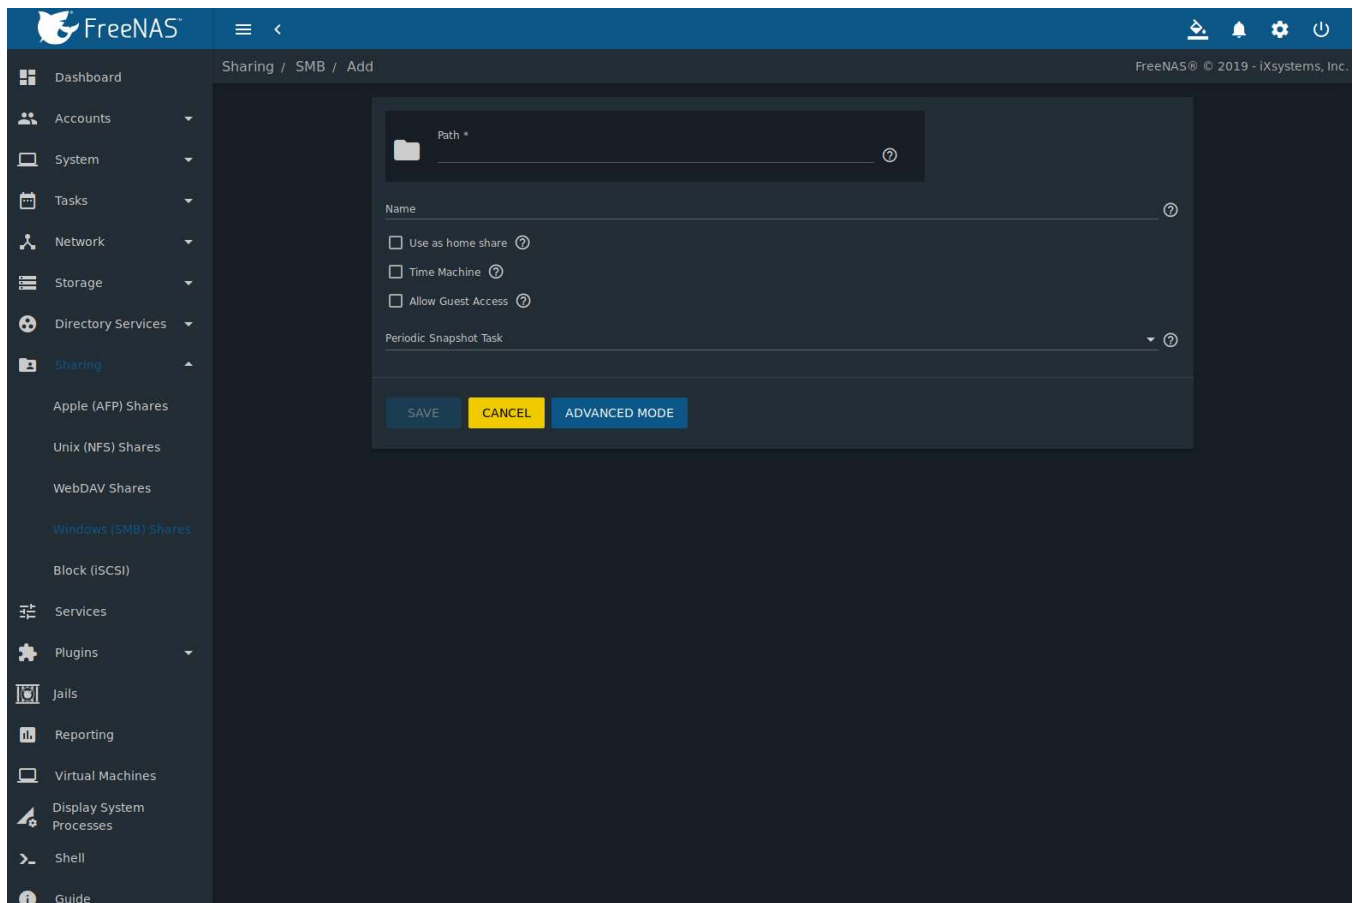 FreeNAS™
Sharing / SMB / Add
FreeNAS® © 2019 - iXsystems, Inc.
Dashboard
Accounts
System
Tasks
Network
Storage
Directory Services
Sharing
Apple (AFP) Shares
Unix (NFS) Shares
WebDAV Shares
Windows (SMB) Shares
Block (iSCSI)
Services
Plugins
Jails
Reporting
Virtual Machines
Display System
Processes
Shell
Guide
Path *
Name
Use as home share
Time Machine
Allow Guest Access
Periodic Snapshot Task
SAVE CANCEL ADVANCED MODE